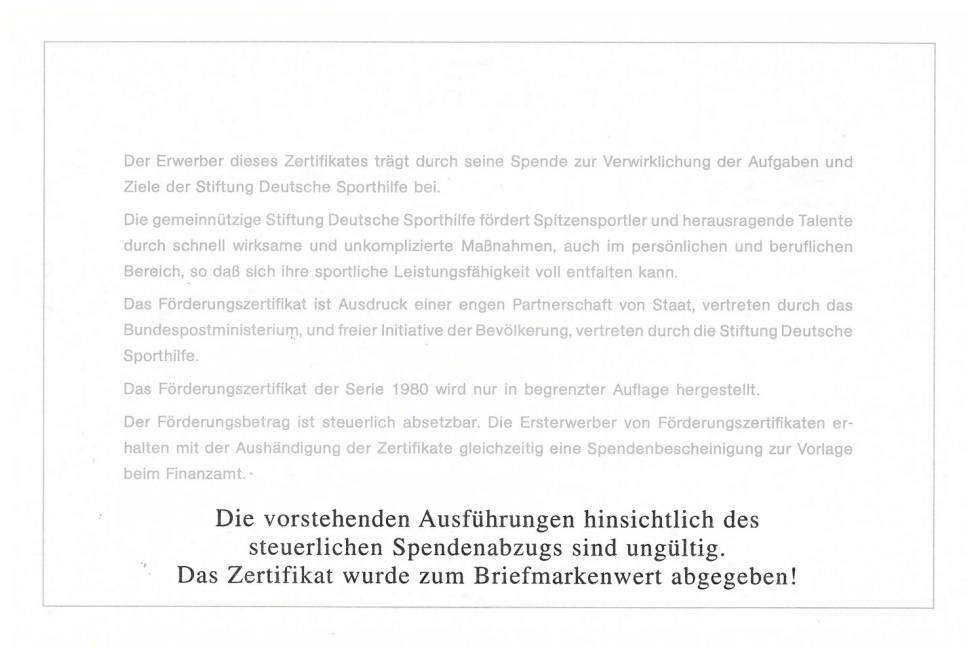 Der Erwerber dieses Zertifikates trägt durch seine Spende zur Verwirklichung der Aufgaben und
Ziele der Stiftung Deutsche Sporthilfe bei.
Die gemeinnützige Stiftung Deutsche Sporthilfe fördert Spitzensportler und herausragende Talente
durch schnell wirksame und unkomplizierte Maßnahmen, auch im persönlichen und beruflichen
Bereich, so daß sich ihre sportliche Leistungsfähigkeit voll entfalten kann.
Das Förderungszertifikat ist Ausdruck einer engen Partnerschaft von Staat, vertreten durch das
Bundespostministerium, und freier Initiative der Bevölkerung, vertreten durch die Stiftung Deutsche
Sporthilfe.
Das Förderungszertifikat der Serie 1980 wird nur in begrenzter Auflage hergestellt.
Der Förderungsbetrag ist steuerlich absetzbar. Die Ersterwerber von Förderungszertifikaten er-
halten mit der Aushändigung der Zertifikate gleichzeitig eine Spendenbescheinigung zur Vorlage
beim Finanzamt.
Die vorstehenden Ausführungen hinsichtlich des
steuerlichen Spendenabzugs sind ungültig.
Das Zertifikat wurde zum Briefmarkenwert abgegeben!